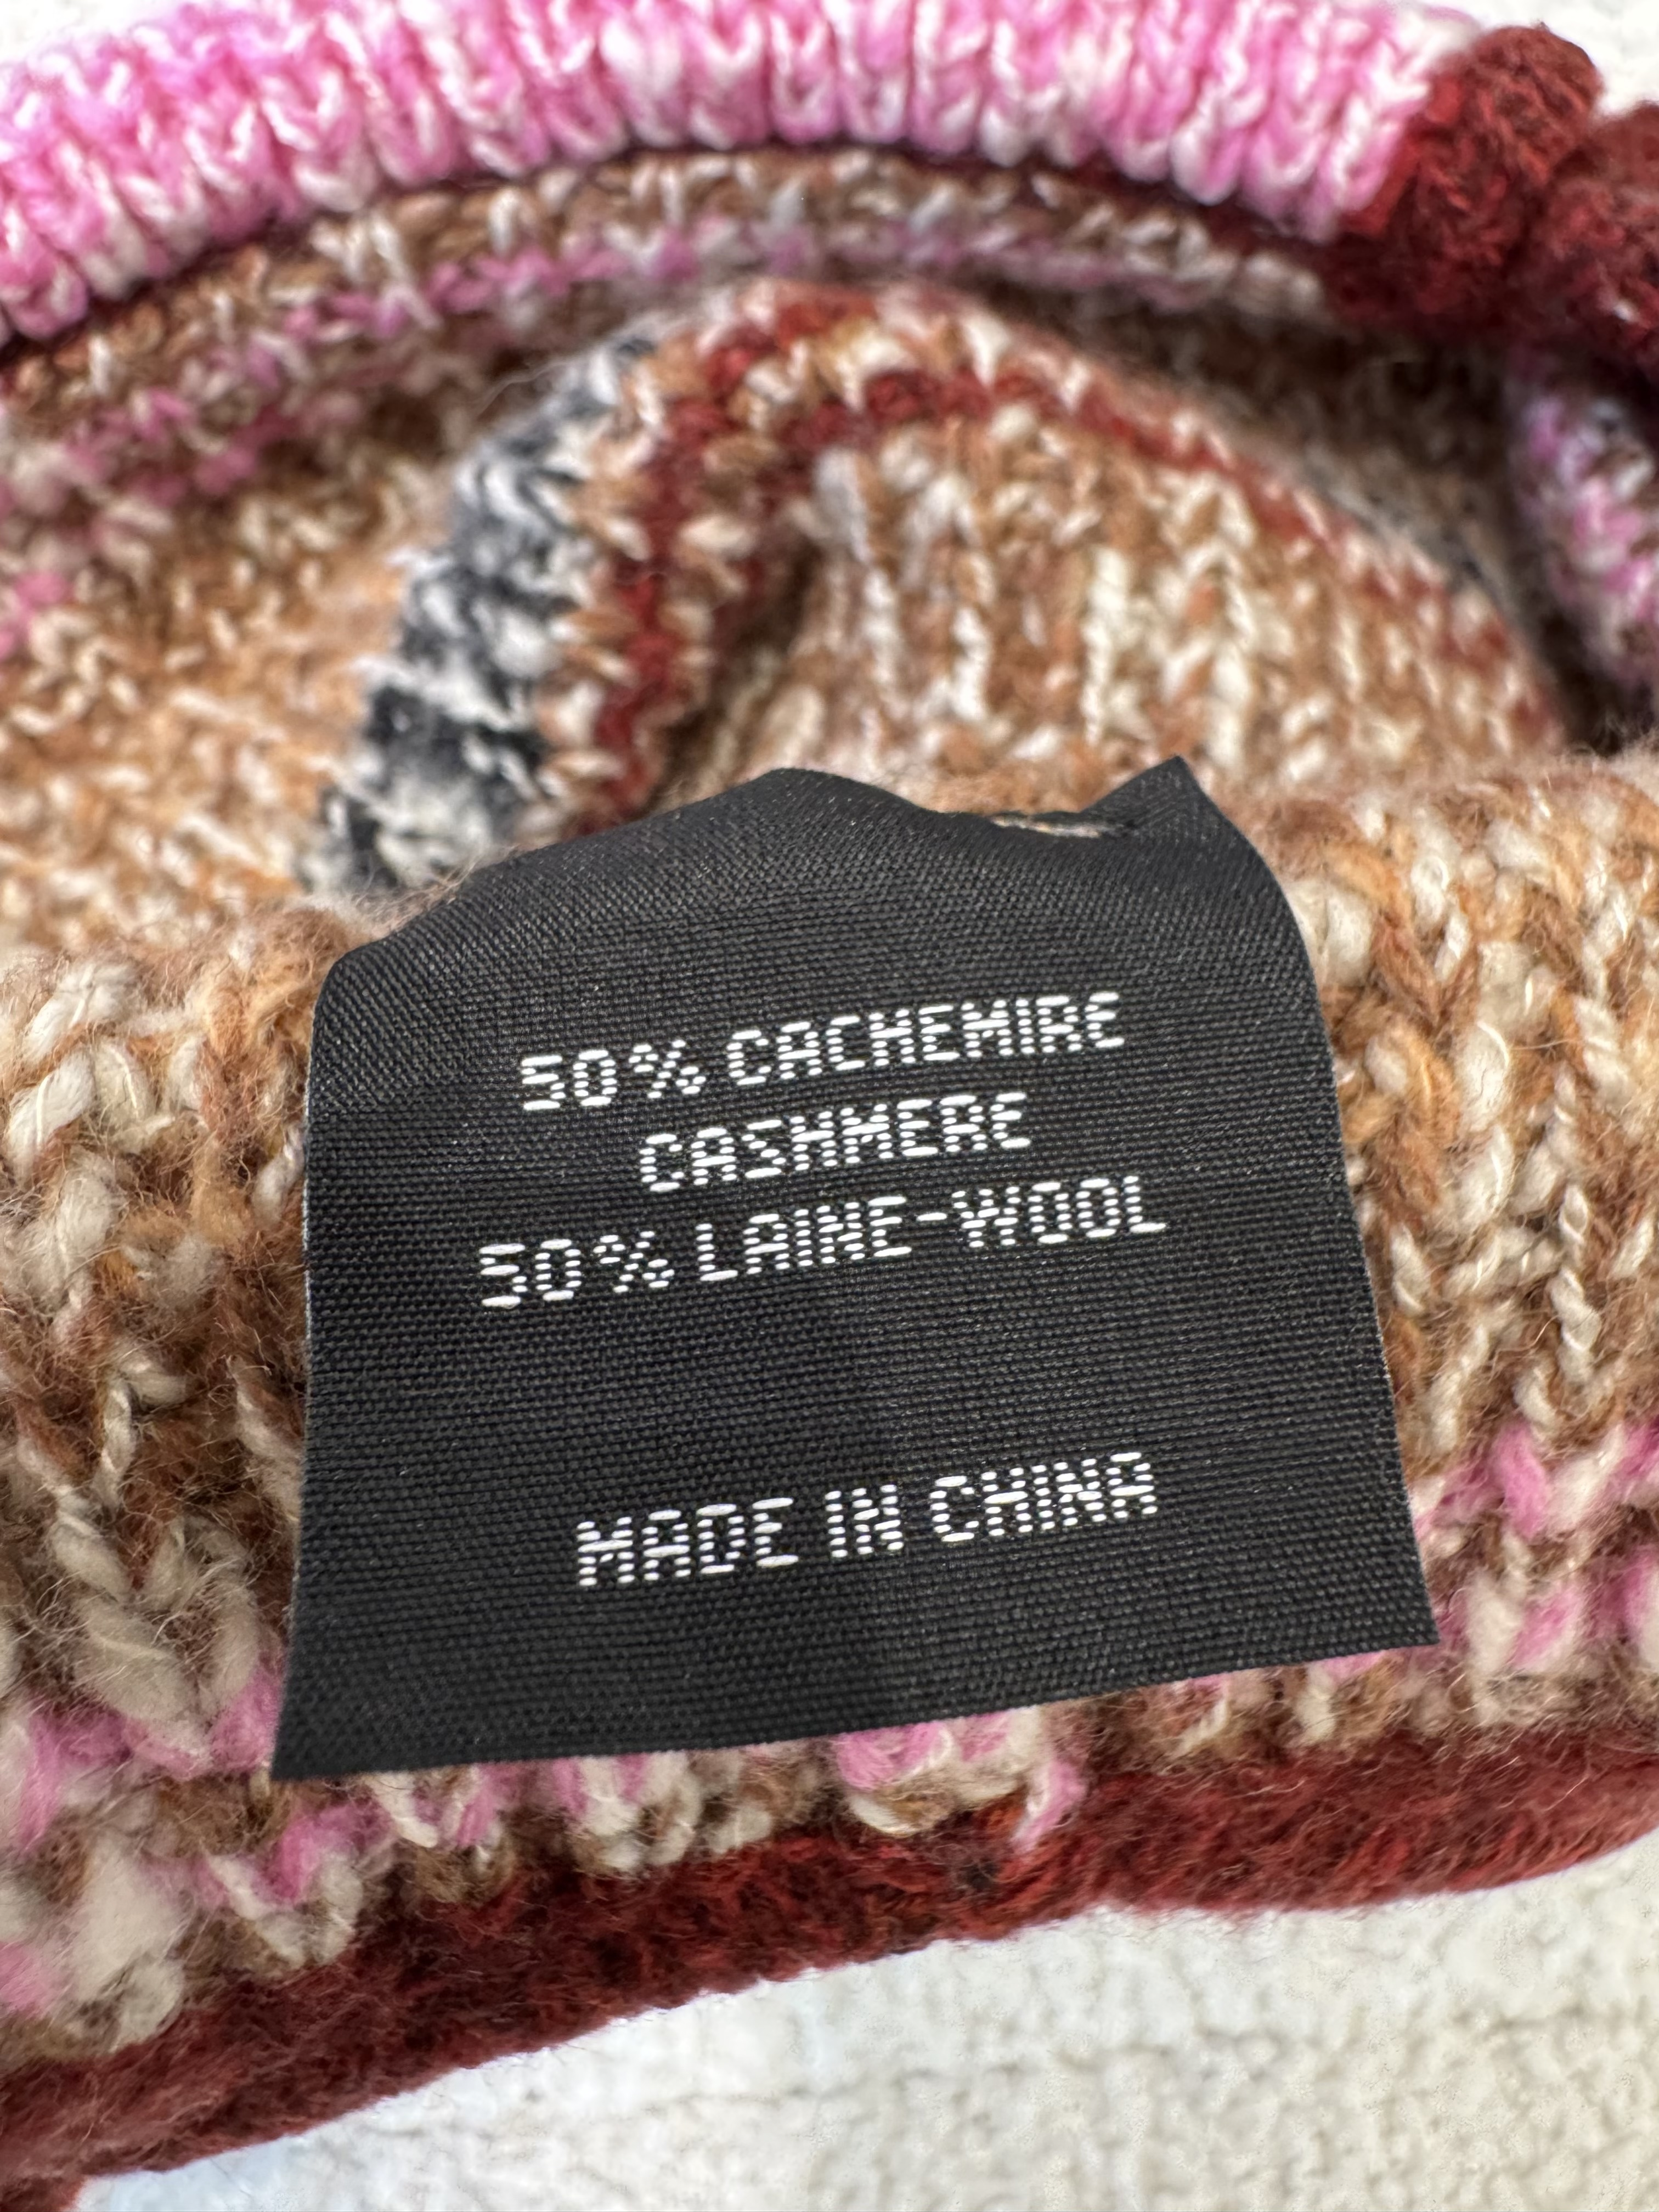 50% CACHEMIRE
CASHMERE
50% LAINE-WOOL
MADE IN CHINA